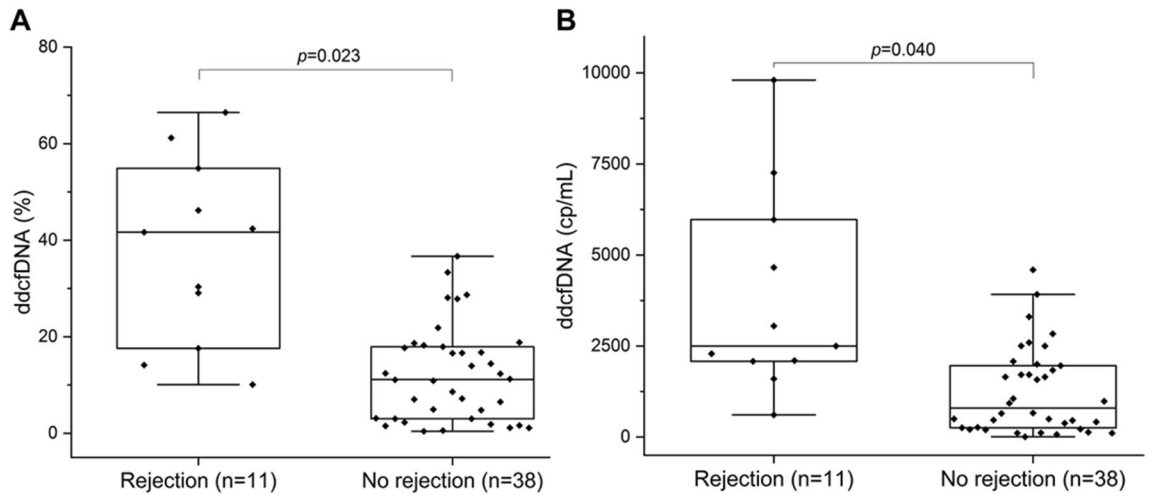 A
p=0.023
80
60
40
20
0
ddcfDNA (%)
Rejection (n=11)
No rejection (n=38)
B
p=0.040
10000
7500
5000
2500
0
ddcfDNA (cp/mL)
Rejection (n=11)
No rejection (n=38)